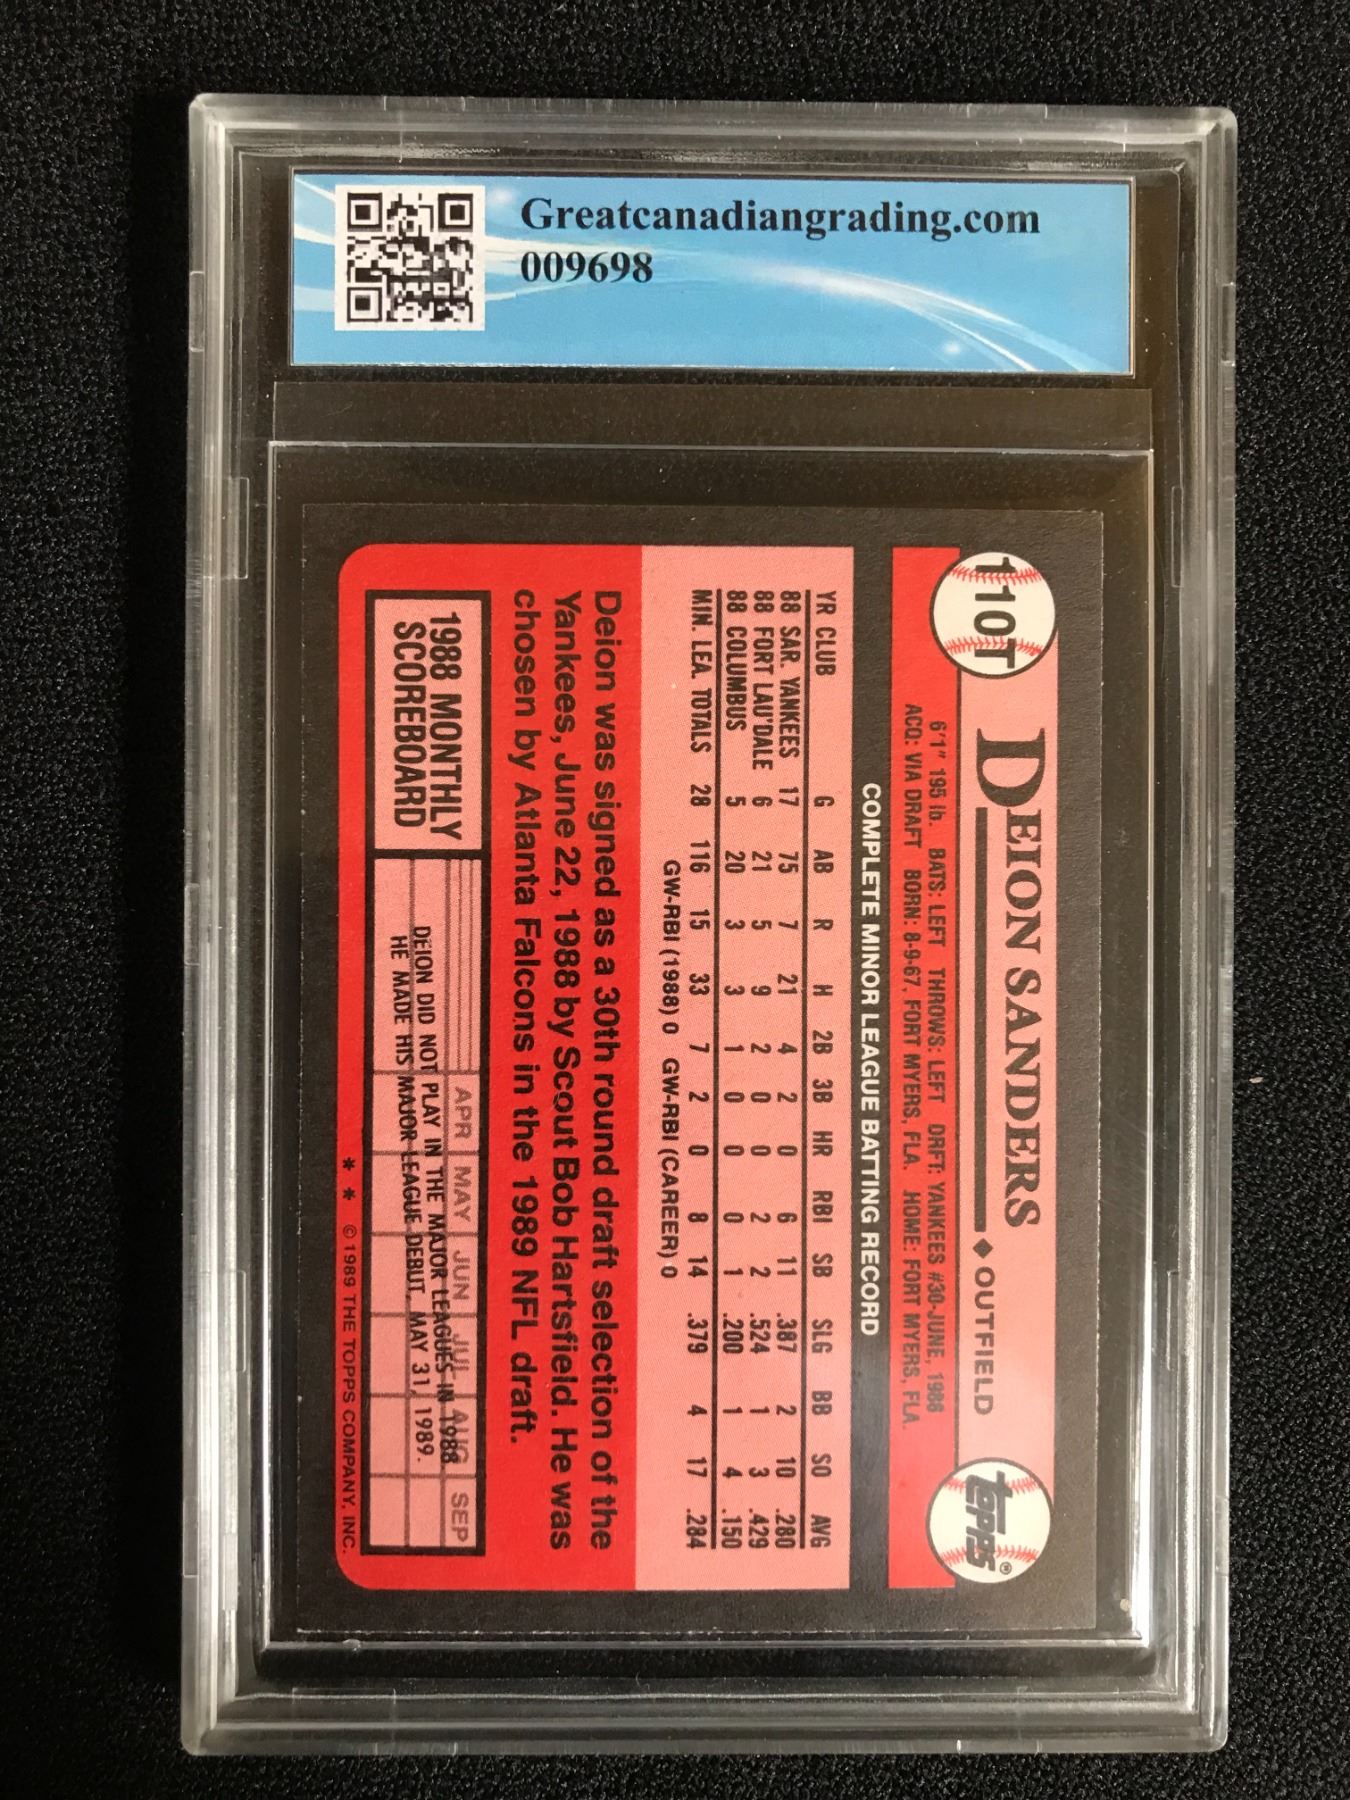 Greatcanadiangrading.com
009698
110T
DEION SANDERS
◆ OUTFIELD
TOPPS®
6'1" 195 lb. BATS: LEFT THROWS: LEFT DRFT: YANKEES #30-JUNE, 1988
ACQ: VIA DRAFT BORN: 8-9-67, FORT MYERS, FLA. HOME: FORT MYERS, FLA.
COMPLETE MINOR LEAGUE BATTING RECORD
YR CLUB G AB R H 2B 3B HR RBI SB SLG BB SO AVG
88 SAR. YANKEES 17 75 7 21 4 2 0 6 11 .387 2 10 .280
88 FORT LAU'DALE 6 21 5 9 2 0 0 2 2 .524 1 3 .429
88 COLUMBUS 5 20 3 3 1 0 0 0 1 .200 1 4 .150
MIN. LEA. TOTALS 28 116 15 33 7 2 0 8 14 .379 4 17 .284
GW-RBI (1988) 0 GW-RBI (CAREER) 0
Deion was signed as a 30th round draft selection of the
Yankees, June 22, 1988 by Scout Bob Hartsfield. He was
chosen by Atlanta Falcons in the 1989 NFL draft.
1988 MONTHLY
SCOREBOARD
APR MAY JUN JUL AUG SEP
DEION DID NOT PLAY IN THE MAJOR LEAGUES IN 1988
HE MADE HIS MAJOR LEAGUE DEBUT, MAY 31, 1989.
* * © 1989 THE TOPPS COMPANY, INC.